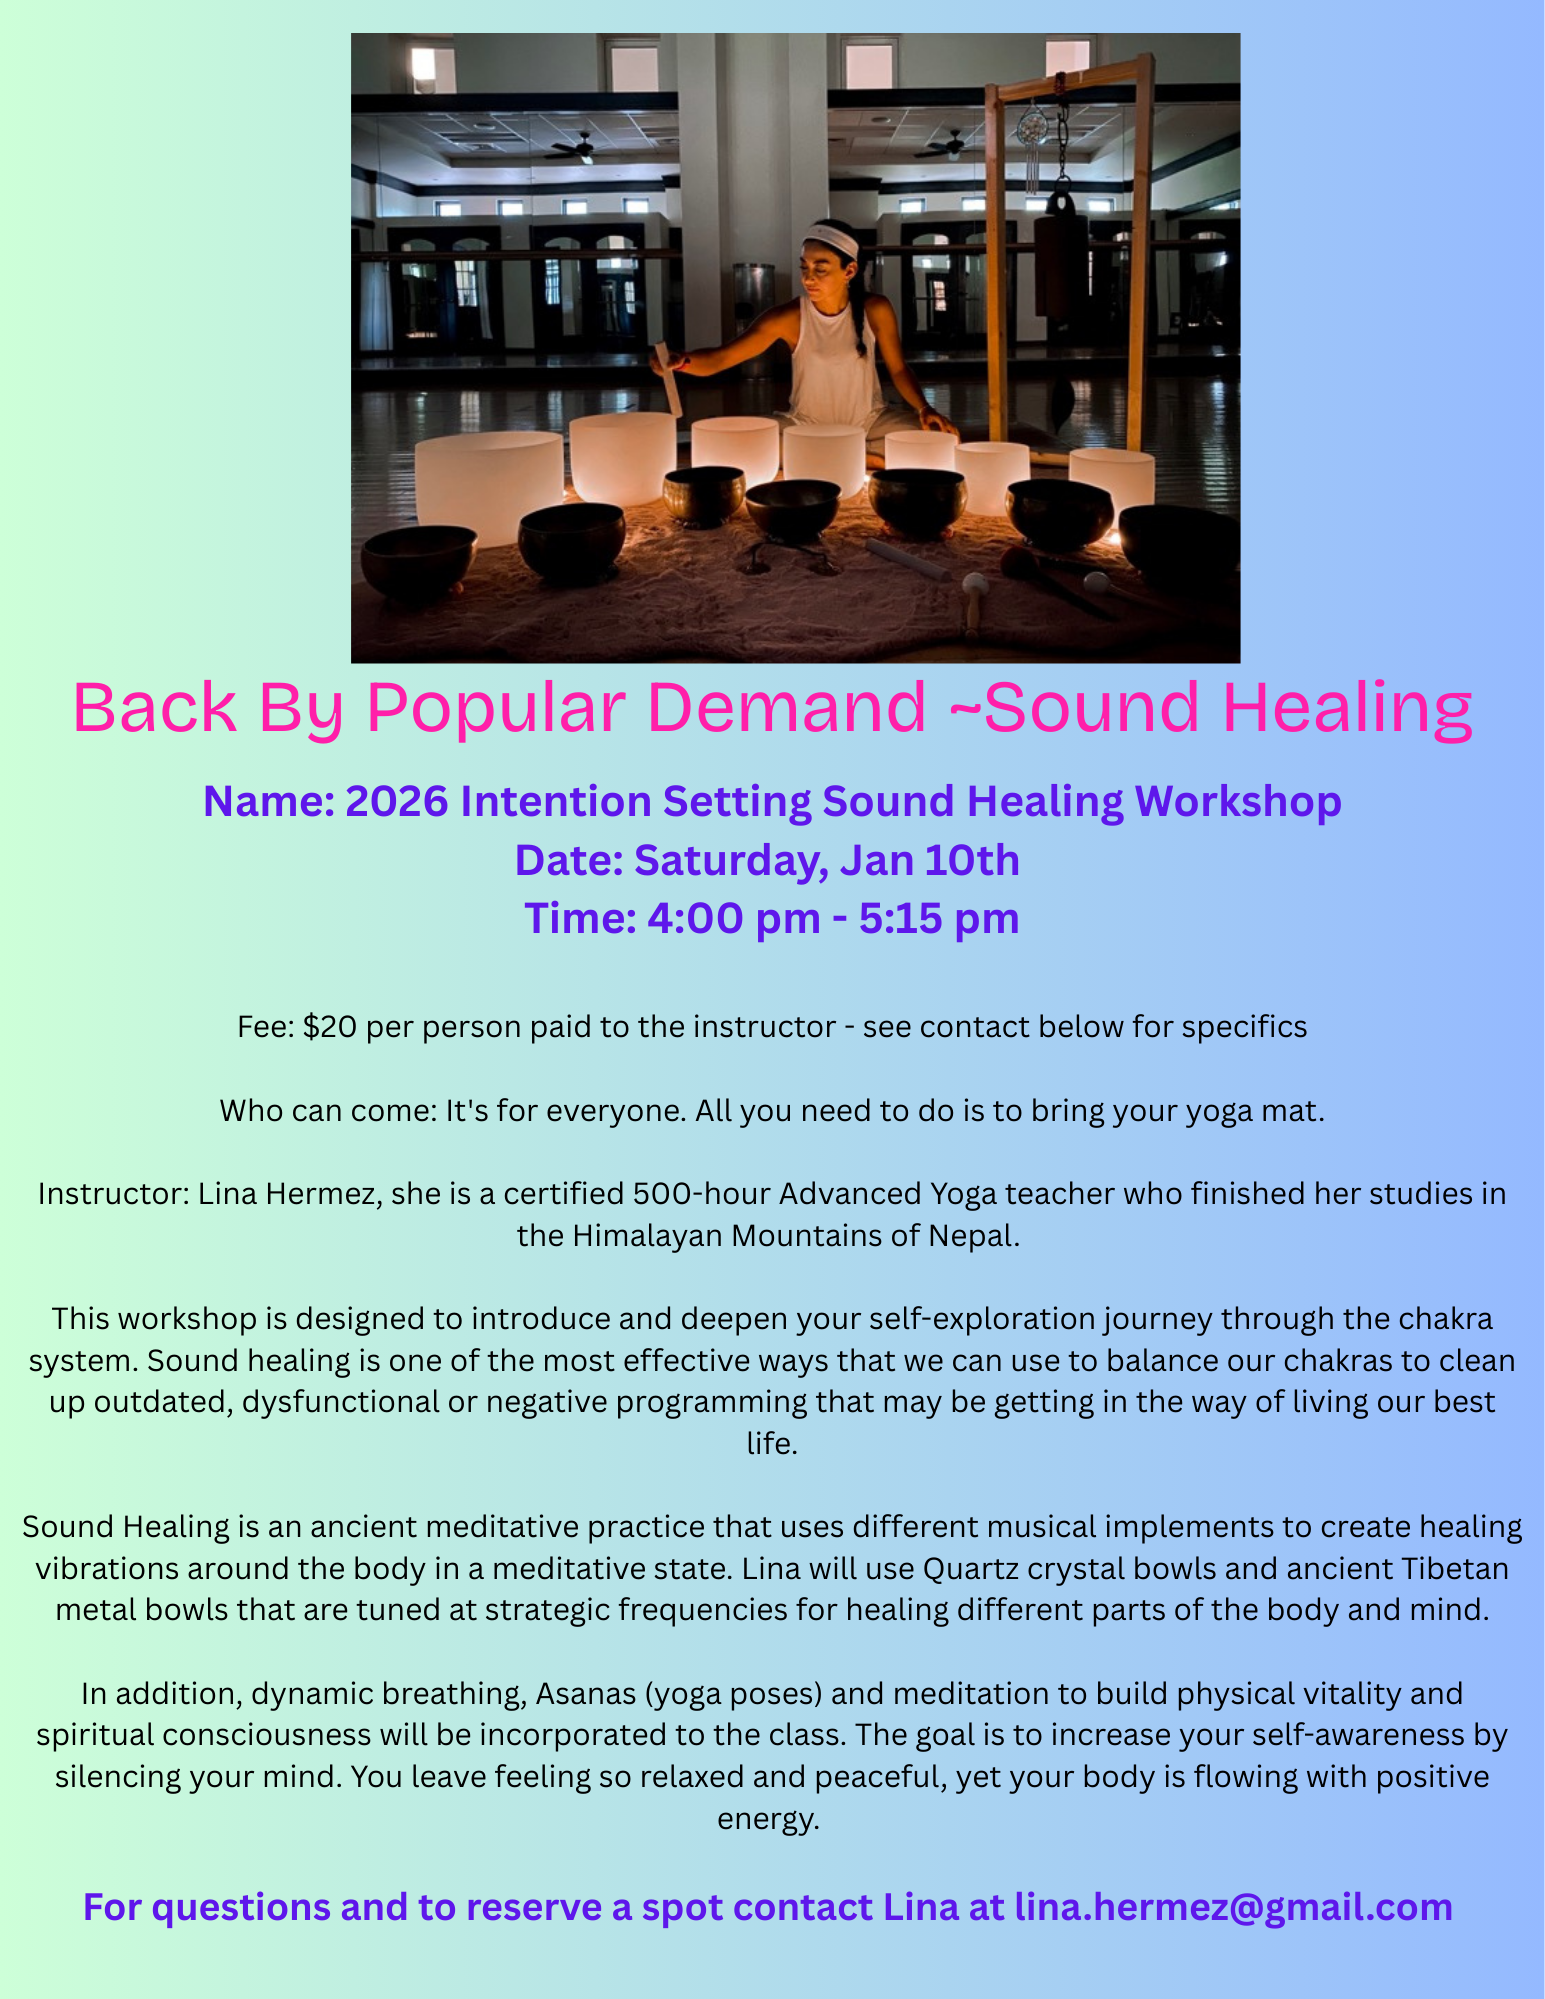 Back By Popular Demand ~Sound Healing
Name: 2026 Intention Setting Sound Healing Workshop
Date: Saturday, Jan 10th
Time: 4:00 pm - 5:15 pm
Fee: $20 per person paid to the instructor - see contact below for specifics
Who can come: It's for everyone. All you need to do is to bring your yoga mat.
Instructor: Lina Hermez, she is a certified 500-hour Advanced Yoga teacher who finished her studies in
the Himalayan Mountains of Nepal.
This workshop is designed to introduce and deepen your self-exploration journey through the chakra
system. Sound healing is one of the most effective ways that we can use to balance our chakras to clean
up outdated, dysfunctional or negative programming that may be getting in the way of living our best
life.
Sound Healing is an ancient meditative practice that uses different musical implements to create healing
vibrations around the body in a meditative state. Lina will use Quartz crystal bowls and ancient Tibetan
metal bowls that are tuned at strategic frequencies for healing different parts of the body and mind.
In addition, dynamic breathing, Asanas (yoga poses) and meditation to build physical vitality and
spiritual consciousness will be incorporated to the class. The goal is to increase your self-awareness by
silencing your mind. You leave feeling so relaxed and peaceful, yet your body is flowing with positive
energy.
For questions and to reserve a spot contact Lina at lina.hermez@gmail.com